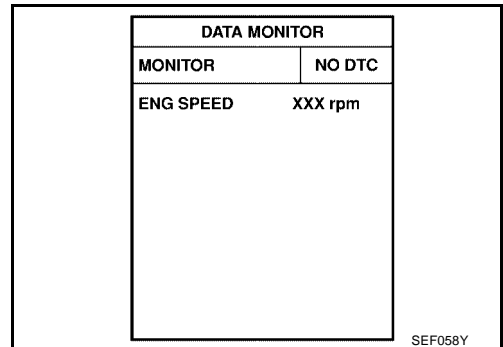 DATA MONITOR
MONITOR NO DTC
ENG SPEED XXX rpm
SEF058Y